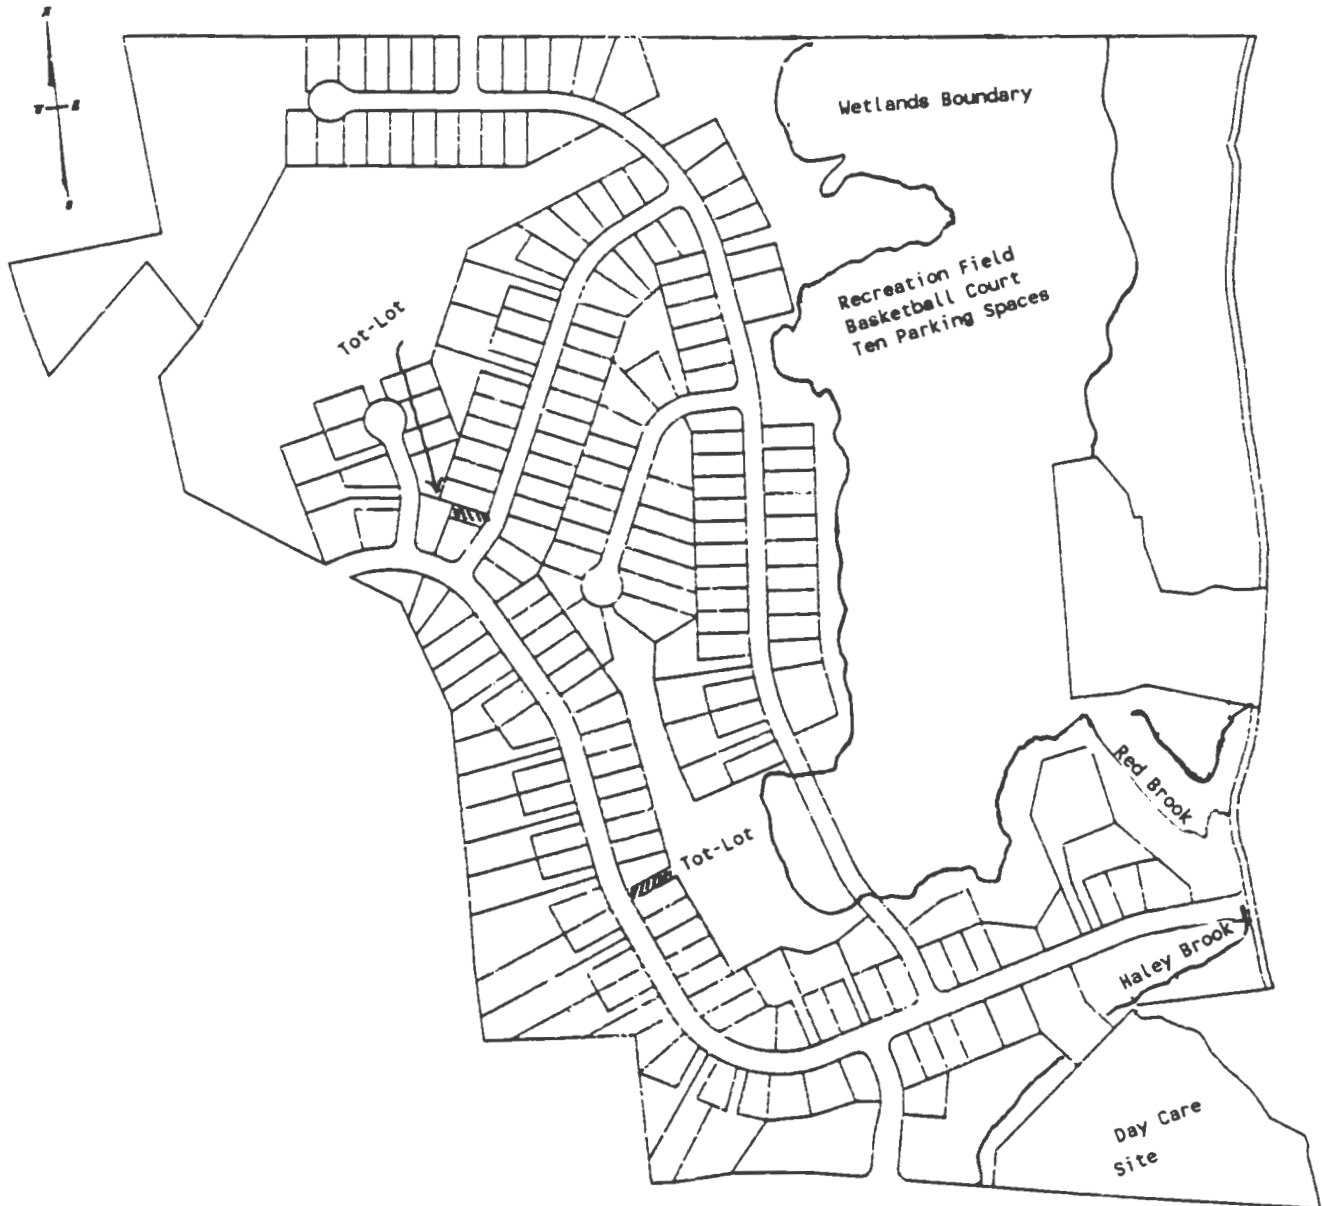 N
W E
S
Wetlands Boundary
Recreation Field
Basketball Court
Ten Parking Spaces
Tot-Lot
Tot-Lot
Red Brook
Haley Brook
Day Care
Site